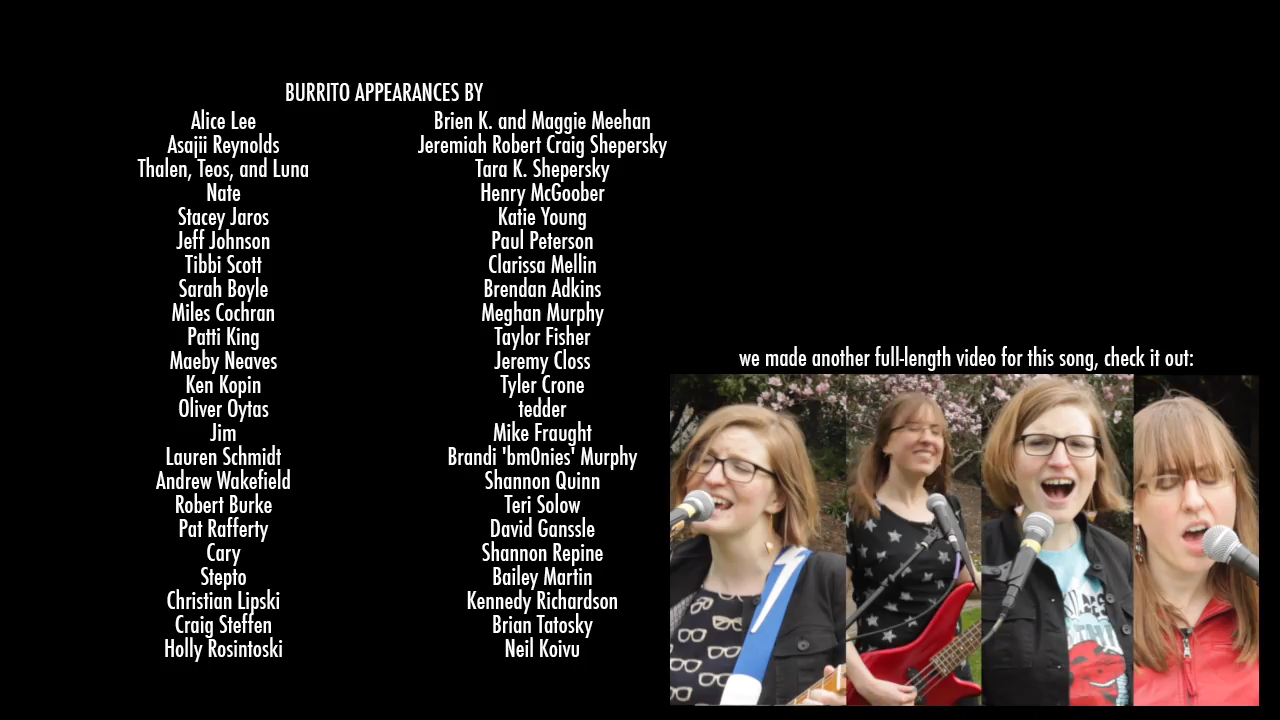 BURRITO APPEARANCES BY
Alice Lee
Asajii Reynolds
Thalen, Teos, and Luna
Nate
Stacey Jaros
Jeff Johnson
Tibbi Scott
Sarah Boyle
Miles Cochran
Patti King
Maeby Neaves
Ken Kopin
Oliver Oytas
Jim
Lauren Schmidt
Andrew Wakefield
Robert Burke
Pat Rafferty
Cary
Stepto
Christian Lipski
Craig Steffen
Holly Rosintoski
Brien K. and Maggie Meehan
Jeremiah Robert Craig Shepersky
Tara K. Shepersky
Henry McGoober
Katie Young
Paul Peterson
Clarissa Mellin
Brendan Adkins
Meghan Murphy
Taylor Fisher
Jeremy Closs
Tyler Crone
tedder
Mike Fraught
Brandi 'bm0nies' Murphy
Shannon Quinn
Teri Solow
David Ganssle
Shannon Repine
Bailey Martin
Kennedy Richardson
Brian Tatosky
Neil Koivu
we made another full-length video for this song, check it out: